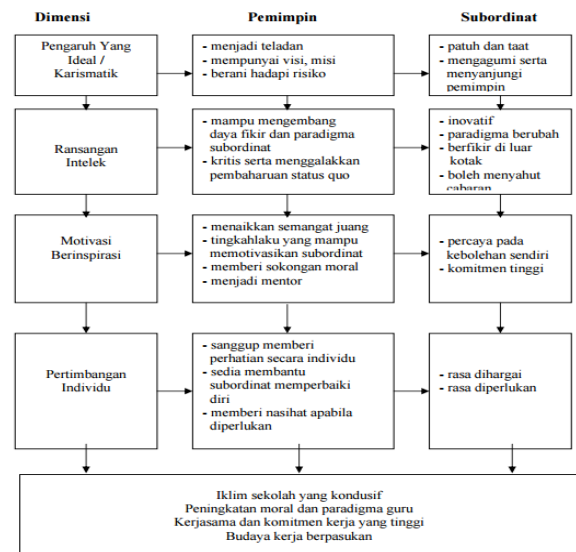 Dimensi
Pemimpin
Subordinat
Pengaruh Yang
Ideal /
Karismatik
- menjadi teladan
- mempunyai visi, misi
- berani hadapi risiko
- patuh dan taat
- mengagumi serta
menyanjungi
pemimpin
Ransangan
Intelek
- mampu mengembang
daya fikir dan paradigma
subordinat
- kritis serta menggalakkan
pembaharuan status quo
- inovatif
- paradigma berubah
- berfikir di luar
kotak
- boleh menyahut
cabaran
Motivasi
Berinspirasi
- menaikkan semangat juang
- tingkahlaku yang mampu
memotivasikan subordinat
- memberi sokongan moral
- menjadi mentor
- percaya pada
kebolehan sendiri
- komitmen tinggi
Pertimbangan
Individu
- sanggup memberi
perhatian secara individu
- sedia membantu
subordinat memperbaiki
diri
- memberi nasihat apabila
diperlukan
- rasa dihargai
- rasa diperlukan
Iklim sekolah yang kondusif
Peningkatan moral dan paradigma guru
Kerjasama dan komitmen kerja yang tinggi
Budaya kerja berpasukan